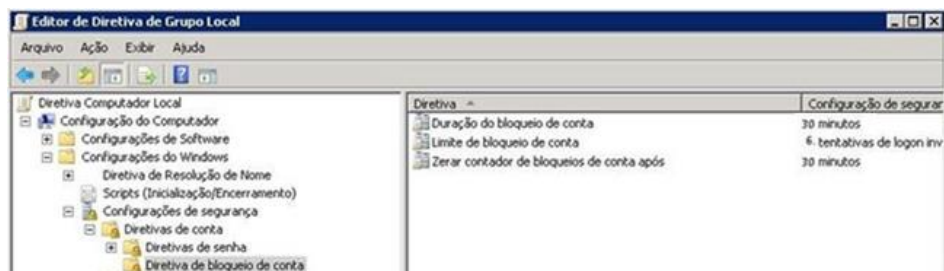 Editor de Diretiva de Grupo Local
Arquivo Ação Exibir Ajuda
Diretiva Computador Local
Configuração do Computador
Configurações de Software
Configurações do Windows
Diretiva de Resolução de Nome
Scripts (Inicialização/Encerramento)
Configurações de segurança
Diretivas de conta
Diretivas de senha
Diretiva de bloqueio de conta
Diretiva Configuração de seguran
Duração do bloqueio de conta 30 minutos
Limite de bloqueio de conta 6. tentativas de logon inv
Zerar contador de bloqueios de conta após 30 minutos